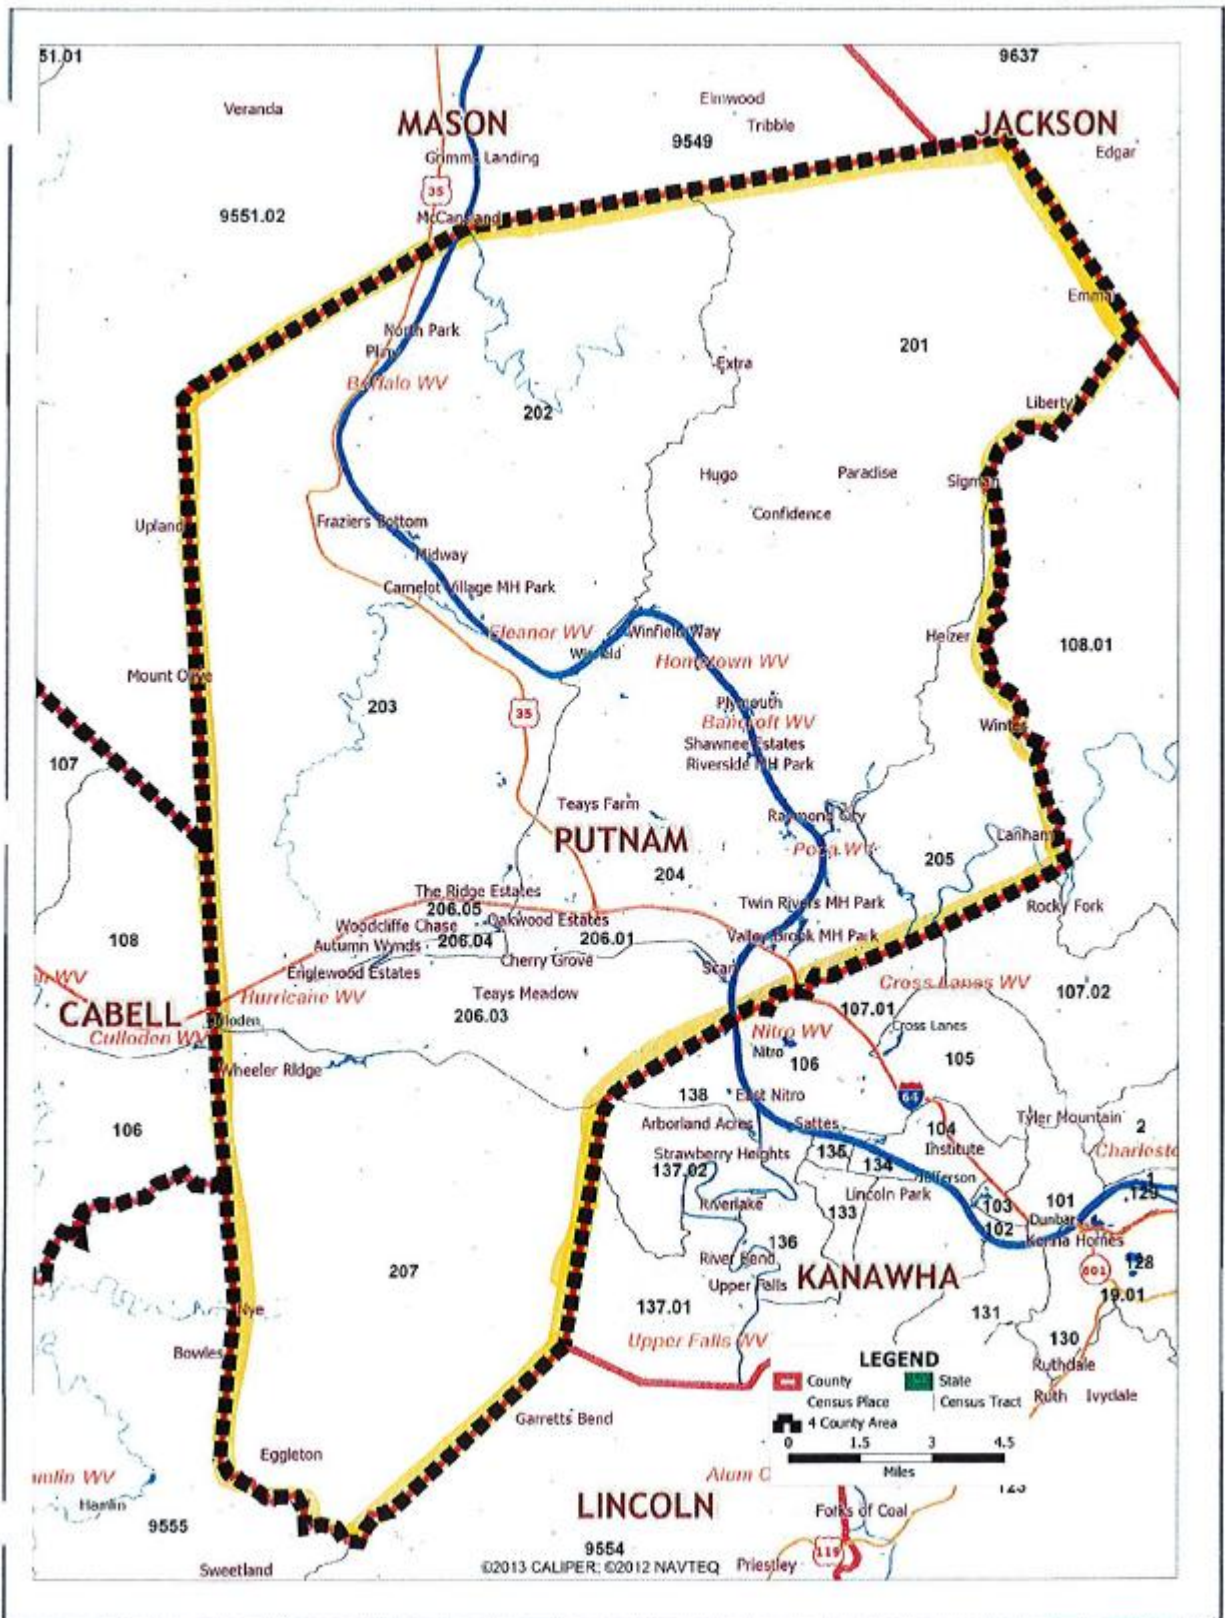 51.01
9637
Veranda
Elmwood
Tribble
MASON
JACKSON
9549
Edgar
Grimms Landing
35
9551.02
Emma
North Park
201
Extra
Buffalo WV
Liberty
202
Hugo
Paradise
Sigman
Confidence
Upland
Fraziers Bottom
Midway
Camelot Village MH Park
Eleanor WV
Winfield Way
Heizer
108.01
Winfield
Hometown WV
Mount Olive
203
35
Plymouth
Bancroft WV
Winter
Shawnee Estates
107
Riverside MH Park
Teays Farm
Raymond City
PUTNAM
Lanham
Poca WV
205
204
The Ridge Estates
Twin Rivers MH Park
Rocky Fork
206.05
Woodcliffe Chase
Oakwood Estates
108
Autumn Wynds
206.04
206.01
Valley Brook MH Park
Cherry Grove
Scary
Englewood Estates
Cross Lanes WV
107.02
Hurricane WV
Teays Meadow
107.01
CABELL
206.03
Culloden WV
Nitro WV
Cross Lanes
Nitro
106
105
Wheeler Ridge
138
East Nitro
64
106
Arborland Acres
Sattes
104
Tyler Mountain
2
Institute
Strawberry Heights
135
134
137.02
Jefferson
Lincoln Park
Riverlake
103
101
133
102
Dunbar
136
Kenna Homes
River Bend
207
Upper Falls
KANAWHA
601
128
137.01
19.01
Nye
131
Upper Falls WV
130
Bowles
LEGEND
Ruthdale
County
State
Census Place
Census Tract
Ruth
Ivydale
4 County Area
Garretts Bend
0 1.5 3 4.5
Miles
Eggleton
Hamlin
LINCOLN
Forks of Coal
9555
9554
119
Sweetland
©2013 CALIPER; ©2012 NAVTEQ
Priestley